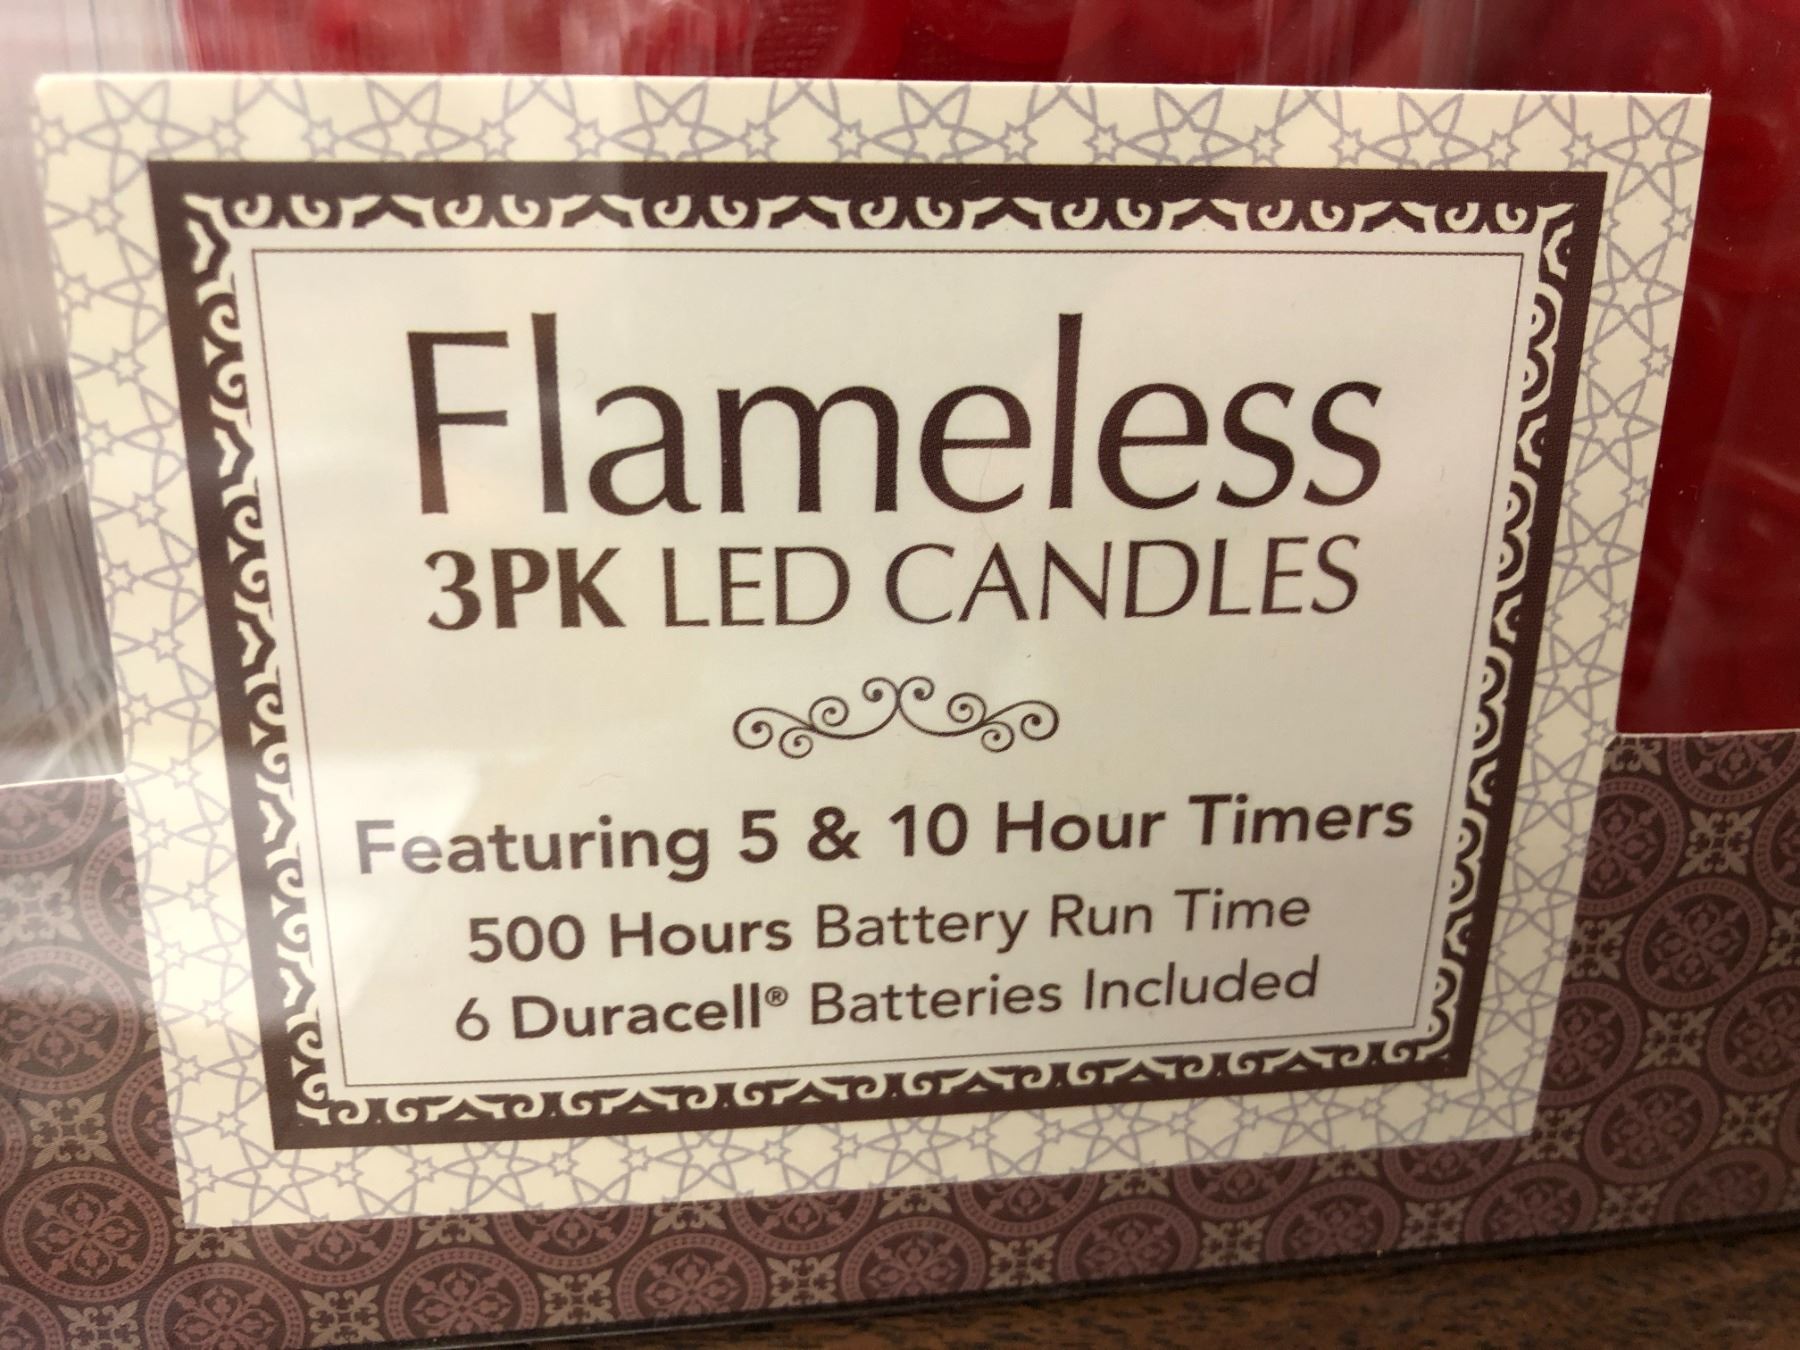 Flameless
3PK LED CANDLES
Featuring 5 & 10 Hour Timers
500 Hours Battery Run Time
6 Duracell® Batteries Included